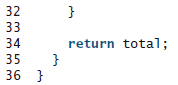 32     }
33
34     return total;
35   }
36 }